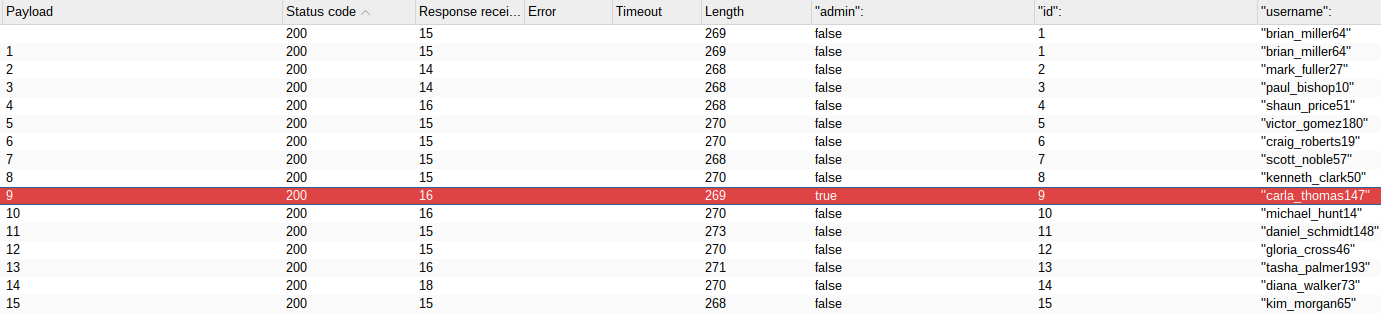 Payload Status code Response recei... Error Timeout Length "admin": "id": "username":
200 15 269 false 1 "brian_miller64"
1 200 15 269 false 1 "brian_miller64"
2 200 14 268 false 2 "mark_fuller27"
3 200 14 268 false 3 "paul_bishop10"
4 200 16 268 false 4 "shaun_price51"
5 200 15 270 false 5 "victor_gomez180"
6 200 15 270 false 6 "craig_roberts19"
7 200 15 268 false 7 "scott_noble57"
8 200 15 270 false 8 "kenneth_clark50"
9 200 16 269 true 9 "carla_thomas147"
10 200 16 270 false 10 "michael_hunt14"
11 200 15 273 false 11 "daniel_schmidt148"
12 200 15 270 false 12 "gloria_cross46"
13 200 16 271 false 13 "tasha_palmer193"
14 200 18 270 false 14 "diana_walker73"
15 200 15 268 false 15 "kim_morgan65"